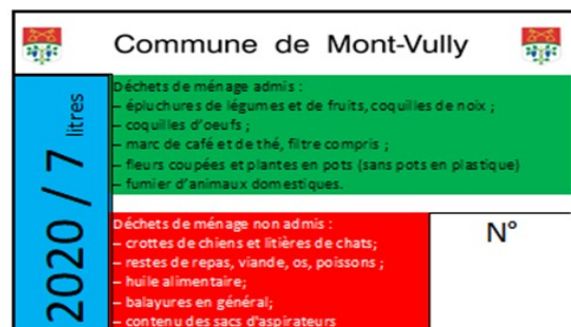 Commune de Mont-Vully
2020 / 7 litres
Déchets de ménage admis :
– épluchures de légumes et de fruits, coquilles de noix ;
– coquilles d'oeufs ;
– marc de café et de thé, filtre compris ;
– fleurs coupées et plantes en pots (sans pots en plastique)
– fumier d'animaux domestiques.
Déchets de ménage non admis :
– crottes de chiens et litières de chats;
– restes de repas, viande, os, poissons ;
– huile alimentaire;
– balayures en général;
– contenu des sacs d'aspirateurs
N°